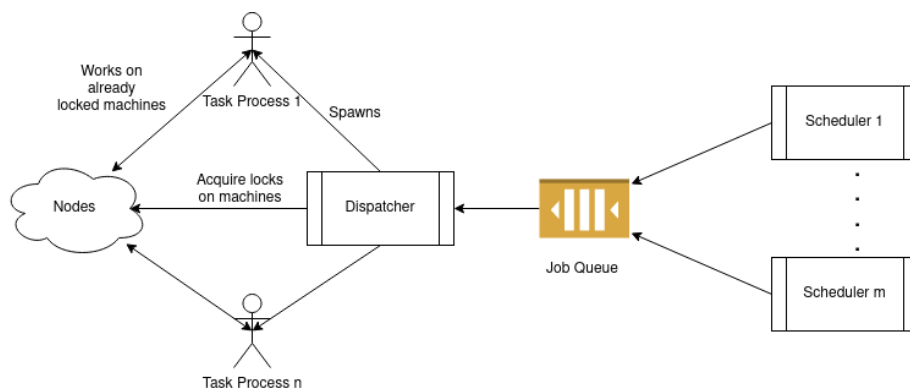 Works on
already
locked machines
Task Process 1
Spawns
Scheduler 1
Acquire locks
on machines
Nodes
Dispatcher
Job Queue
Scheduler m
Task Process n